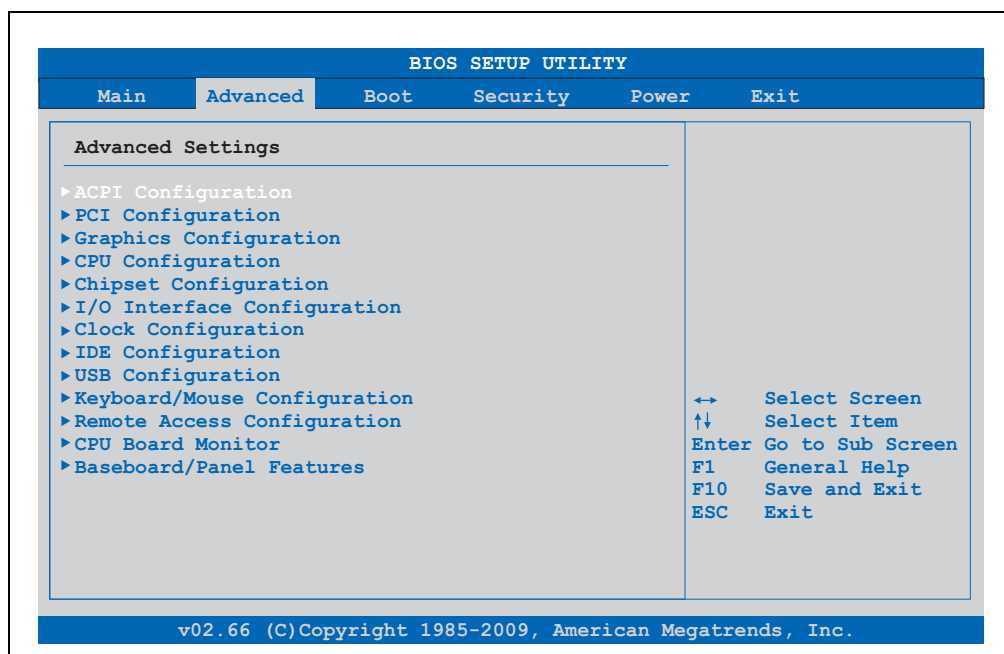 BIOS SETUP UTILITY
Main Advanced Boot Security Power Exit
Advanced Settings
ACPI Configuration
PCI Configuration
Graphics Configuration
CPU Configuration
Chipset Configuration
I/O Interface Configuration
Clock Configuration
IDE Configuration
USB Configuration
Keyboard/Mouse Configuration
Remote Access Configuration
CPU Board Monitor
Baseboard/Panel Features
↔ Select Screen
↑↓ Select Item
Enter Go to Sub Screen
F1 General Help
F10 Save and Exit
ESC Exit
v02.66 (C)Copyright 1985-2009, American Megatrends, Inc.